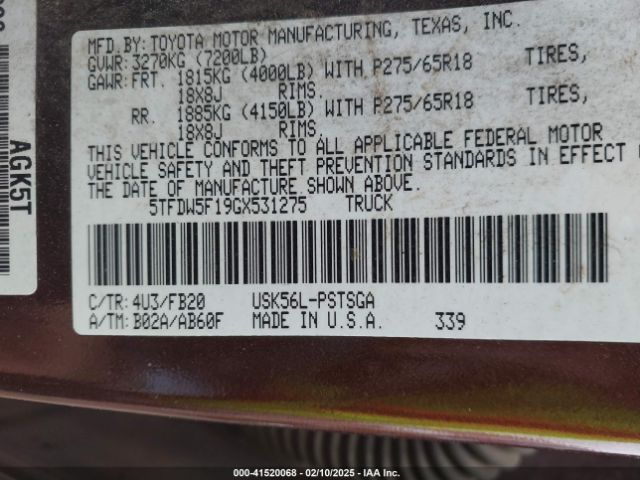 MFD.BY:TOYOTA MOTOR MANUFACTURING, TEXAS, INC.
GVWR:3270KG (7200LB)
GAWR:FRT. 1815KG (4000LB) WITH P275/65R18 TIRES,
18X8J RIMS.
RR. 1885KG (4150LB) WITH P275/65R18 TIRES,
18X8J RIMS.
THIS VEHICLE CONFORMS TO ALL APPLICABLE FEDERAL MOTOR
VEHICLE SAFETY AND THEFT PREVENTION STANDARDS IN EFFECT
THE DATE OF MANUFACTURE SHOWN ABOVE.
5TFDW5F19GX531275 TRUCK
C/TR:4U3/FB20 USK56L-PSTSGA
A/TM:B02A/AB60F MADE IN U.S.A. 339
AGK5T
000-41520068 - 02/10/2025 - IAA Inc.